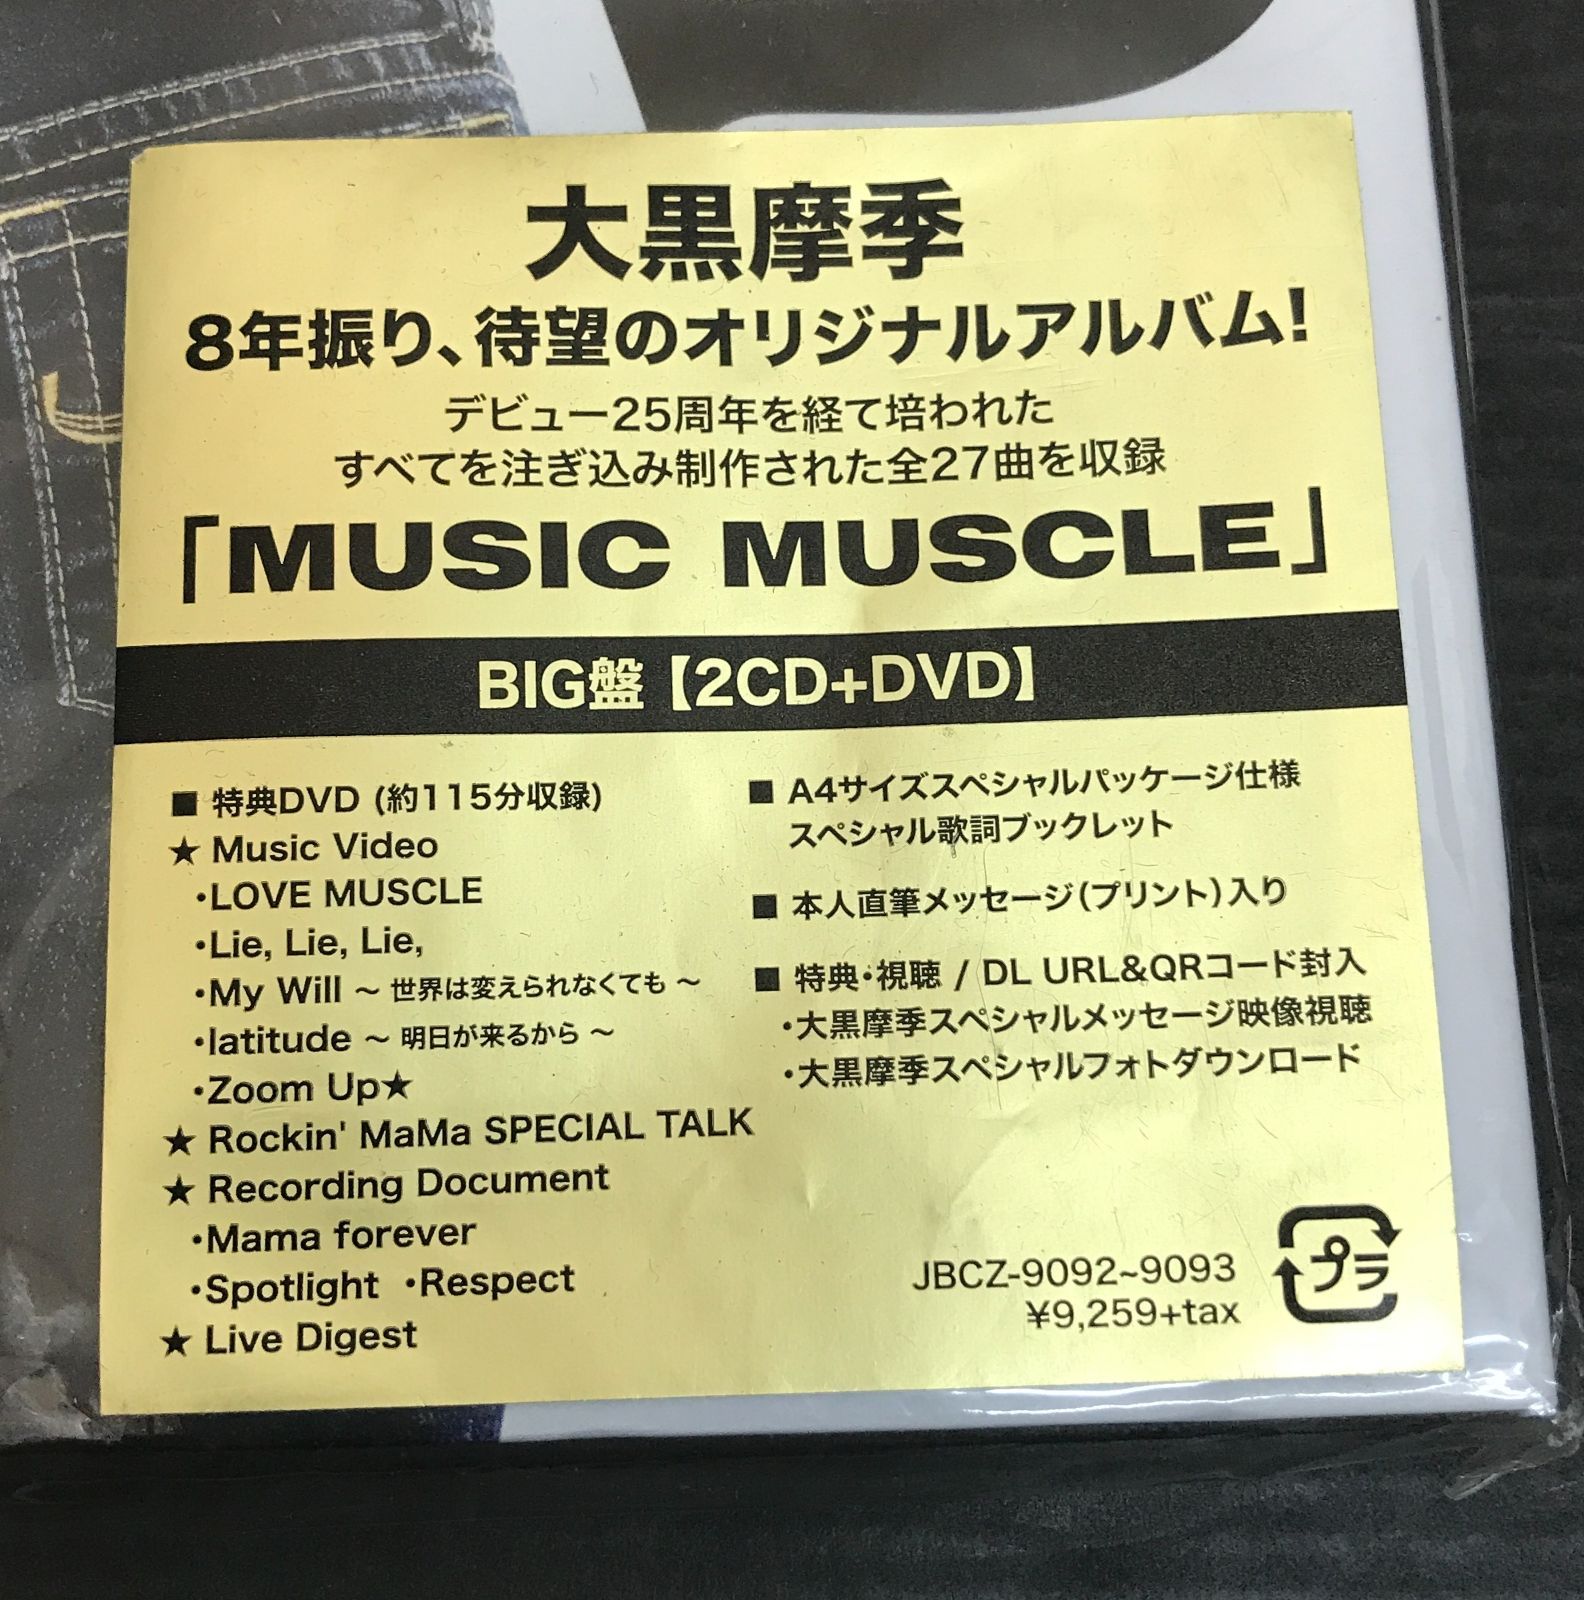 大黒摩季
8年振り、待望のオリジナルアルバム!
デビュー25周年を経て培われた
すべてを注ぎ込み制作された全27曲を収録
「MUSIC MUSCLE」
BIG盤【2CD+DVD】
■ 特典DVD (約115分収録)
★ Music Video
・LOVE MUSCLE
・Lie, Lie, Lie,
・My Will ～ 世界は変えられなくても ～
・latitude ～ 明日が来るから ～
・Zoom Up★
★ Rockin' MaMa SPECIAL TALK
★ Recording Document
・Mama forever
・Spotlight ・Respect
★ Live Digest
■ A4サイズスペシャルパッケージ仕様
スペシャル歌詞ブックレット
■ 本人直筆メッセージ(プリント)入り
■ 特典・視聴 / DL URL&QRコード封入
・大黒摩季スペシャルメッセージ映像視聴
・大黒摩季スペシャルフォトダウンロード
JBCZ-9092~9093
¥9,259+tax
プラ